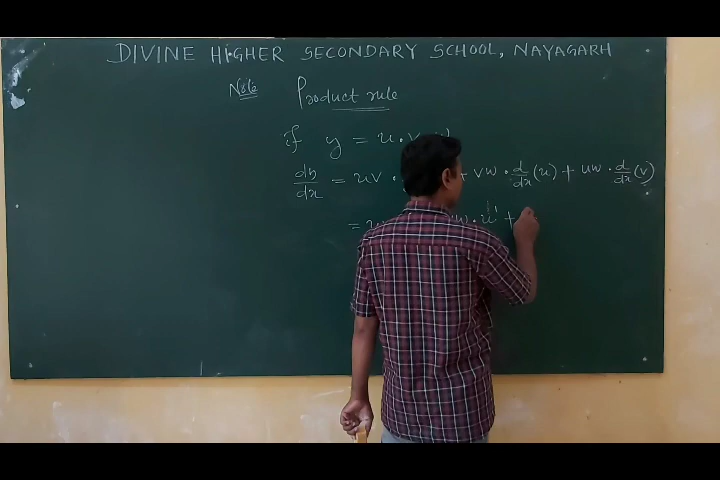 DIVINE HIGHER SECONDARY SCHOOL, NAYAGARH
Note Product rule
if y = u · v
dy/dx = uv · + vw · d/dx (u) + uw · d/dx (v)
= w · u' +